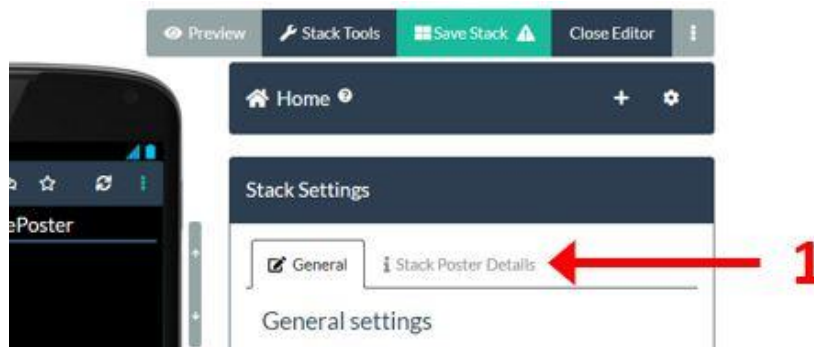 Preview Stack Tools Save Stack Close Editor
Home
Stack Settings
ePoster
General Stack Poster Details
1
General settings